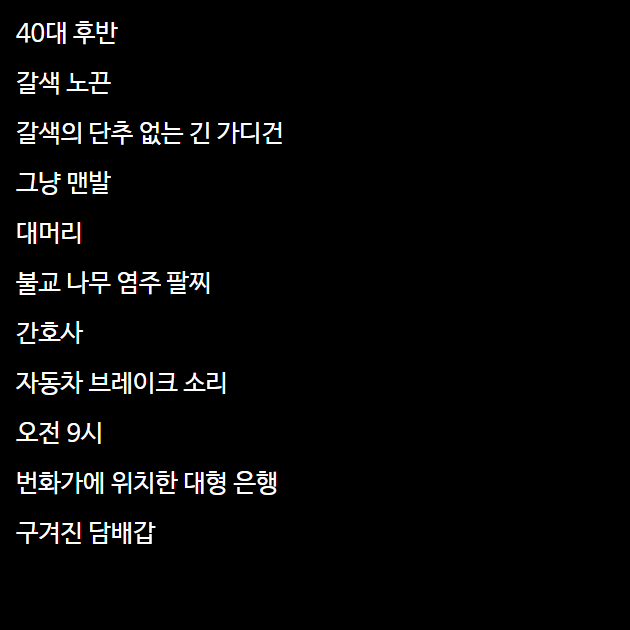 40대 후반
갈색 노끈
갈색의 단추 없는 긴 가디건
그냥 맨발
대머리
불교 나무 염주 팔찌
간호사
자동차 브레이크 소리
오전 9시
번화가에 위치한 대형 은행
구겨진 담배갑